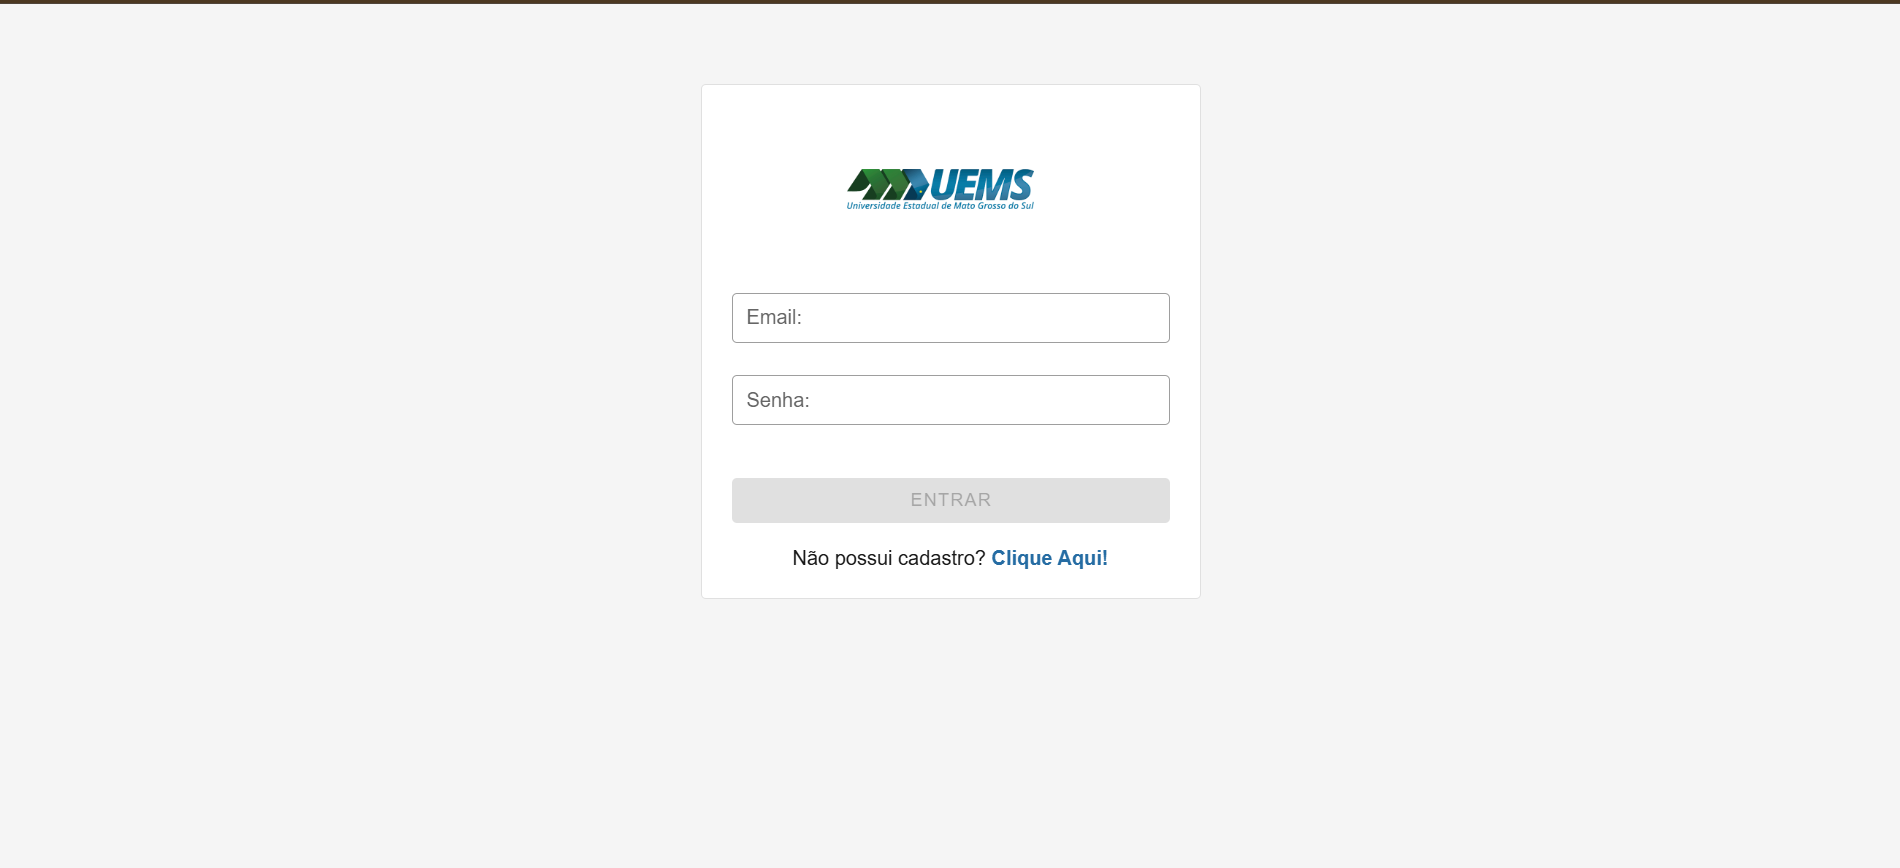 UEMS
Universidade Estadual de Mato Grosso do Sul
Email:
Senha:
ENTRAR
Não possui cadastro? Clique Aqui!